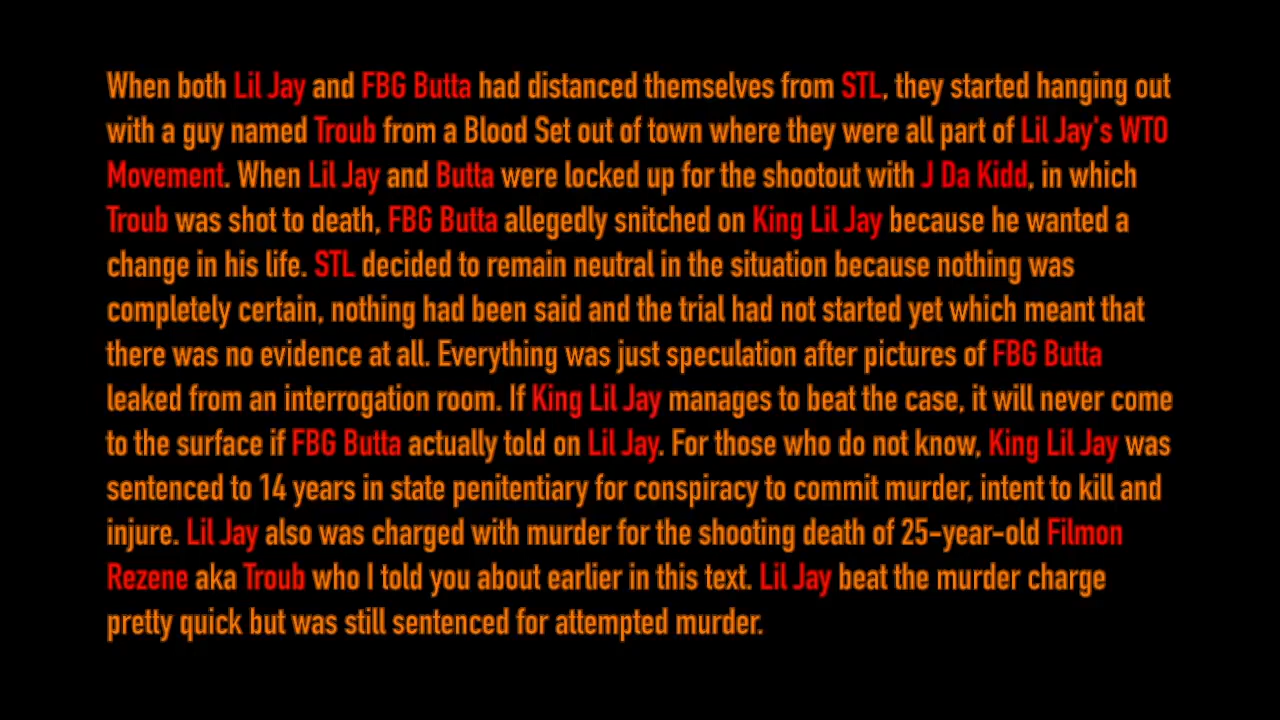 When both Lil Jay and FBG Butta had distanced themselves from STL, they started hanging out
with a guy named Troub from a Blood Set out of town where they were all part of Lil Jay's WTO
Movement. When Lil Jay and Butta were locked up for the shootout with J Da Kidd, in which
Troub was shot to death, FBG Butta allegedly snitched on King Lil Jay because he wanted a
change in his life. STL decided to remain neutral in the situation because nothing was
completely certain, nothing had been said and the trial had not started yet which meant that
there was no evidence at all. Everything was just speculation after pictures of FBG Butta
leaked from an interrogation room. If King Lil Jay manages to beat the case, it will never come
to the surface if FBG Butta actually told on Lil Jay. For those who do not know, King Lil Jay was
sentenced to 14 years in state penitentiary for conspiracy to commit murder, intent to kill and
injure. Lil Jay also was charged with murder for the shooting death of 25-year-old Filmon
Rezene aka Troub who I told you about earlier in this text. Lil Jay beat the murder charge
pretty quick but was still sentenced for attempted murder.